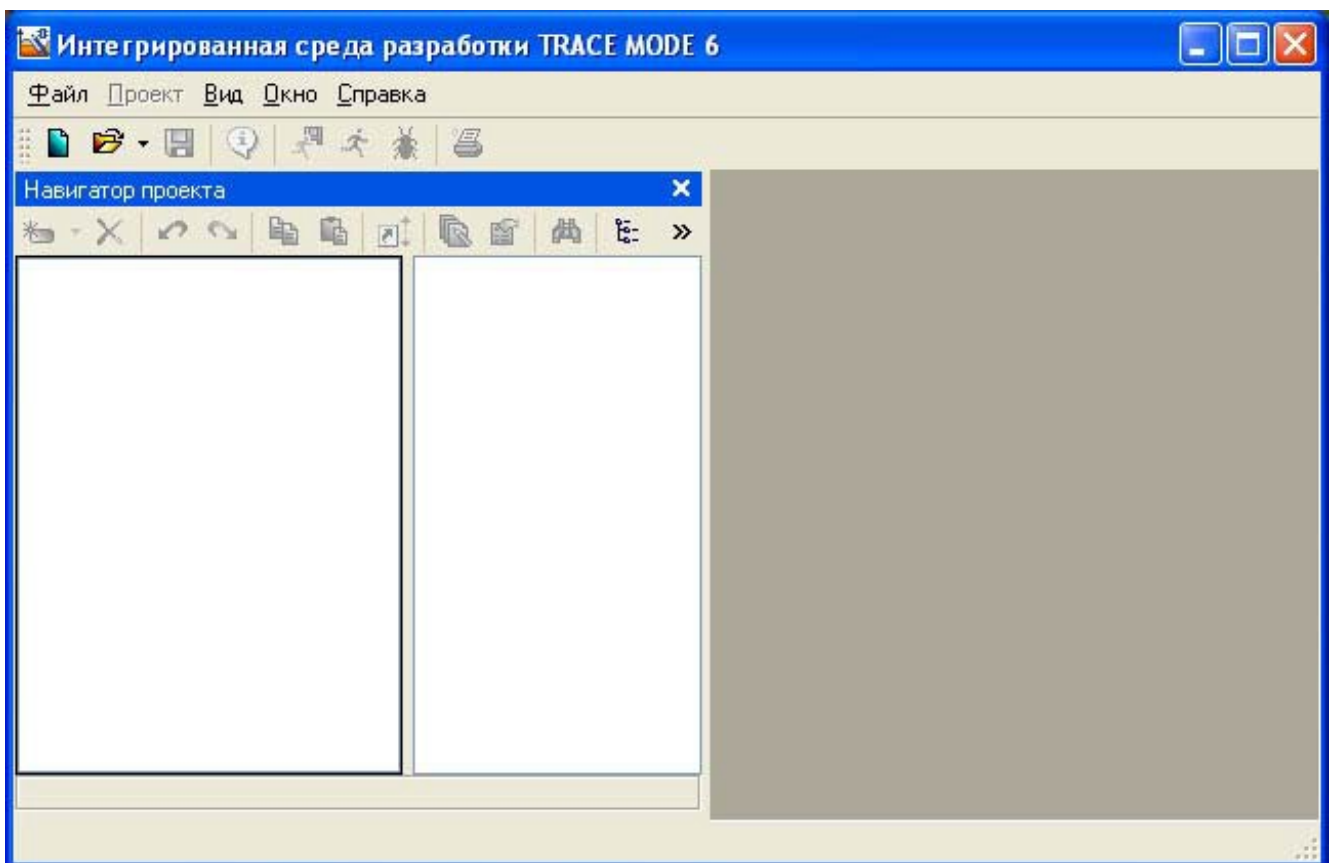 Интегрированная среда разработки TRACE MODE 6
Файл Проект Вид Окно Справка
Навигатор проекта